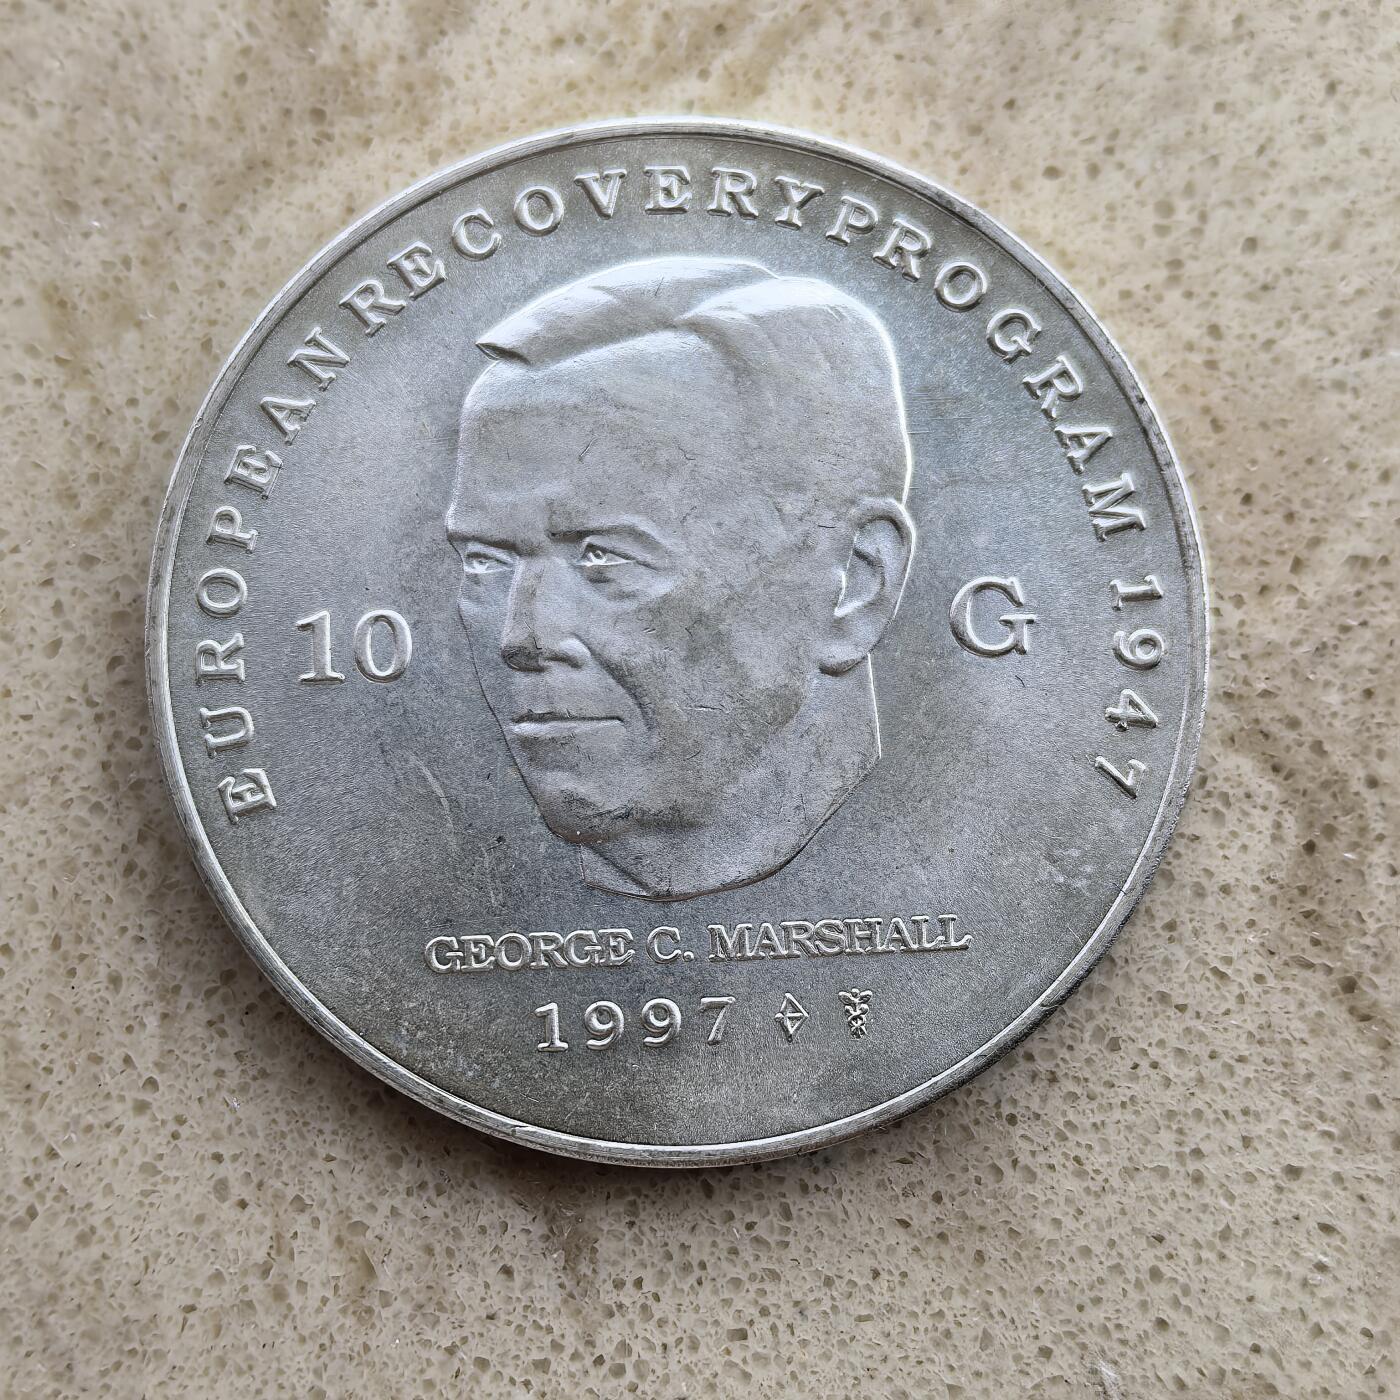 EUROPEAN RECOVERY PROGRAM 1947
10 G
GEORGE C. MARSHALL
1997